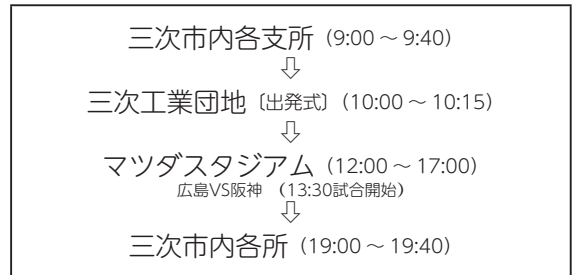 三次市内各支所（9:00～9:40）
⇩
三次工業団地〔出発式〕（10:00～10:15）
⇩
マツダスタジアム（12:00～17:00）
広島VS阪神　（13:30試合開始）
⇩
三次市内各所（19:00～19:40）